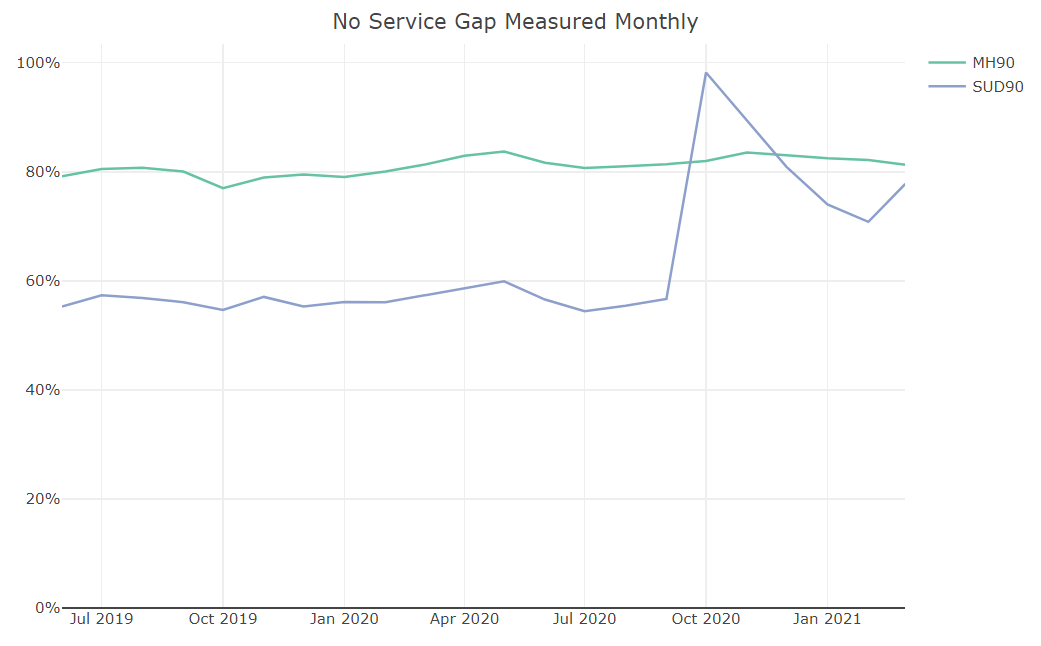 No Service Gap Measured Monthly
100%
80%
60%
40%
20%
0%
Jul 2019 Oct 2019 Jan 2020 Apr 2020 Jul 2020 Oct 2020 Jan 2021
MH90
SUD90